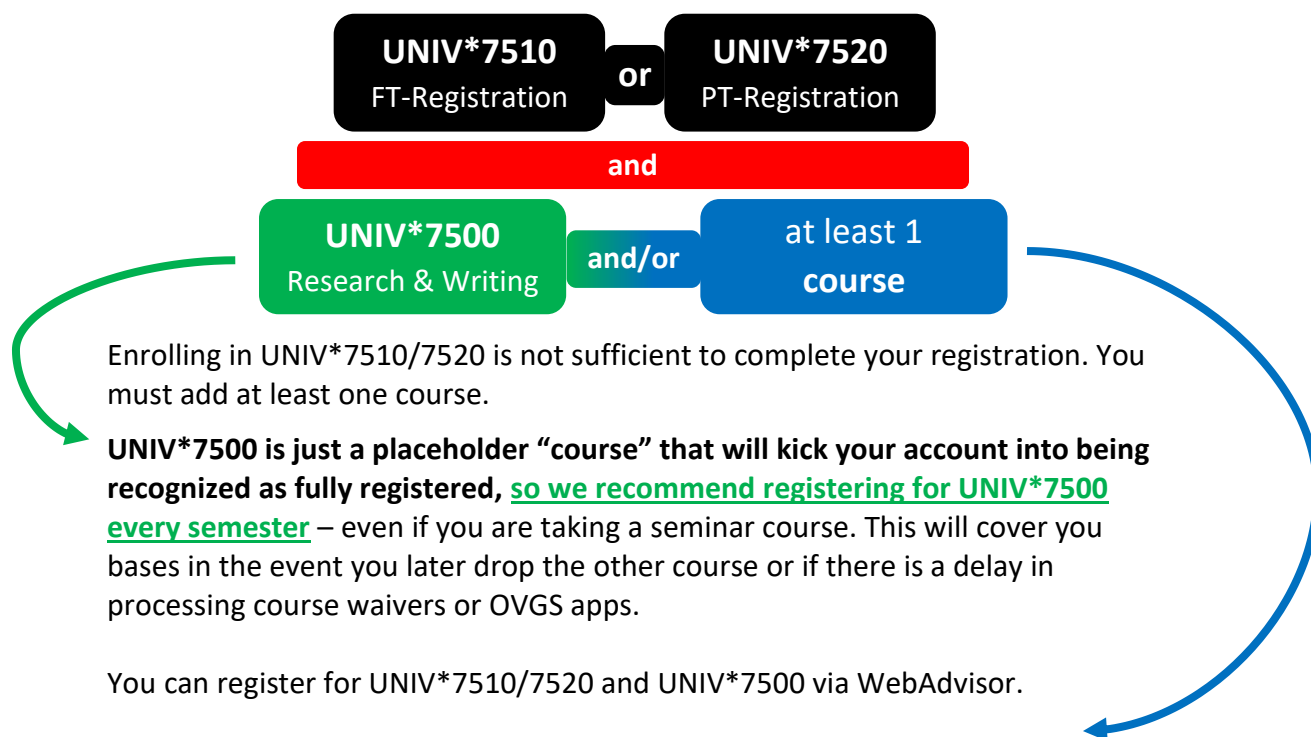 UNIV*7510 or UNIV*7520
FT-Registration PT-Registration
and
UNIV*7500 and/or at least 1
Research & Writing course
Enrolling in UNIV*7510/7520 is not sufficient to complete your registration. You
must add at least one course.
UNIV*7500 is just a placeholder “course” that will kick your account into being
recognized as fully registered, so we recommend registering for UNIV*7500
every semester – even if you are taking a seminar course. This will cover you
bases in the event you later drop the other course or if there is a delay in
processing course waivers or OVGS apps.
You can register for UNIV*7510/7520 and UNIV*7500 via WebAdvisor.